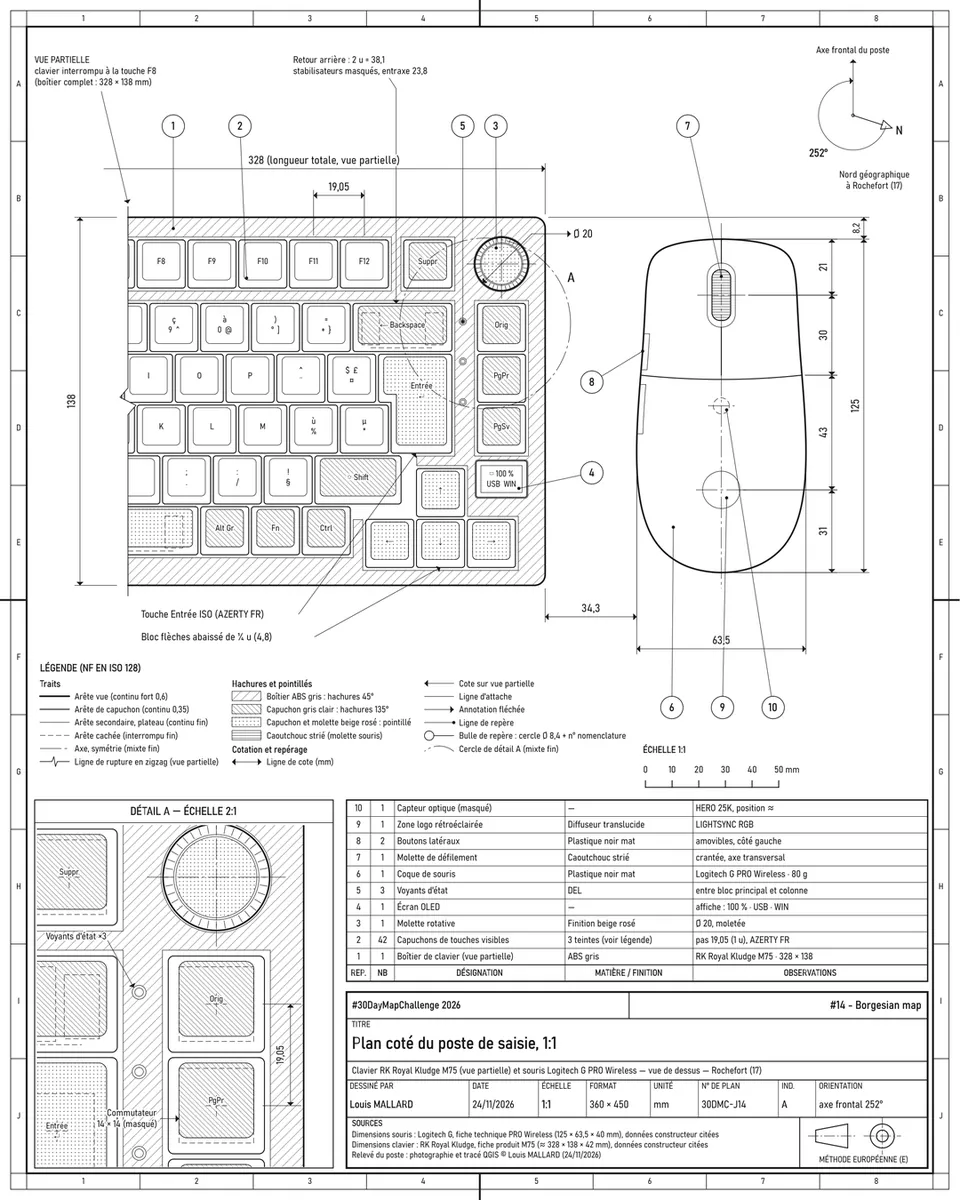 1 2 3 4 5 6 7 8
A
B
C
D
E
F
G
H
I
J
A
B
C
D
E
F
G
H
I
J
VUE PARTIELLE
clavier interrompu à la touche F8
(boîtier complet : 328 × 138 mm)
Retour arrière : 2 u = 38,1
stabilisateurs masqués, entraxe 23,8
Axe frontal du poste
N
252°
Nord géographique
à Rochefort (17)
1 2 5 3 7
328 (longueur totale, vue partielle)
19,05
Ø 20
A
8,2
21
30
43
31
125
138
F8 F9 F10 F11 F12 Suppr
ç
9 ^
à
0 @
)
° ]
=
+ }
← Backspace
Orig
I O P
^
¨
$ £
¤
Entrée
PgPr
K L M
ù
%
µ
*
PgSv
;
.
:
/
!
§
Shift
↑
100 %
USB WIN
Alt Gr Fn Ctrl
← ↓ →
8
4
34,3
63,5
Touche Entrée ISO (AZERTY FR)
Bloc flèches abaissé de ¼ u (4,8)
6 9 10
LÉGENDE (NF EN ISO 128)
Traits
Arête vue (continu fort 0,6)
Arête de capuchon (continu 0,35)
Arête secondaire, plateau (continu fin)
Arête cachée (interrompu fin)
Axe, symétrie (mixte fin)
Ligne de rupture en zigzag (vue partielle)
Hachures et pointillés
Boîtier ABS gris : hachures 45°
Capuchon gris clair : hachures 135°
Capuchon et molette beige rosé : pointillé
Caoutchouc strié (molette souris)
Cotation et repérage
Ligne de cote (mm)
Cote sur vue partielle
Ligne d'attache
Annotation fléchée
Ligne de repère
Bulle de repère : cercle Ø 8,4 + n° nomenclature
Cercle de détail A (mixte fin)
ÉCHELLE 1:1
0 10 20 30 40 50 mm
DÉTAIL A — ÉCHELLE 2:1
Suppr
Voyants d'état ×3
Orig
19,05
PgPr
Commutateur
14 × 14 (masqué)
Entrée
10 1 Capteur optique (masqué) — HERO 25K, position ≈
9 1 Zone logo rétroéclairée Diffuseur translucide LIGHTSYNC RGB
8 2 Boutons latéraux Plastique noir mat amovibles, côté gauche
7 1 Molette de défilement Caoutchouc strié crantée, axe transversal
6 1 Coque de souris Plastique noir mat Logitech G PRO Wireless · 80 g
5 3 Voyants d'état DEL entre bloc principal et colonne
4 1 Écran OLED — affiche : 100 % · USB · WIN
3 1 Molette rotative Finition beige rosé Ø 20, moletée
2 42 Capuchons de touches visibles 3 teintes (voir légende) pas 19,05 (1 u), AZERTY FR
1 1 Boîtier de clavier (vue partielle) ABS gris RK Royal Kludge M75 · 328 × 138
REP. NB DÉSIGNATION MATIÈRE / FINITION OBSERVATIONS
#30DayMapChallenge 2026 #14 - Borgesian map
TITRE
Plan coté du poste de saisie, 1:1
Clavier RK Royal Kludge M75 (vue partielle) et souris Logitech G PRO Wireless — vue de dessus — Rochefort (17)
DESSINÉ PAR DATE ÉCHELLE FORMAT UNITÉ N° DE PLAN IND. ORIENTATION
Louis MALLARD 24/11/2026 1:1 360 × 450 mm 30DMC-J14 A axe frontal 252°
SOURCES
Dimensions souris : Logitech G, fiche technique PRO Wireless (125 × 63,5 × 40 mm), données constructeur citées
Dimensions clavier : RK Royal Kludge, fiche produit M75 (≈ 328 × 138 × 42 mm), données constructeur citées
Relevé du poste : photographie et tracé QGIS © Louis MALLARD (24/11/2026)
MÉTHODE EUROPÉENNE (E)
1 2 3 4 5 6 7 8